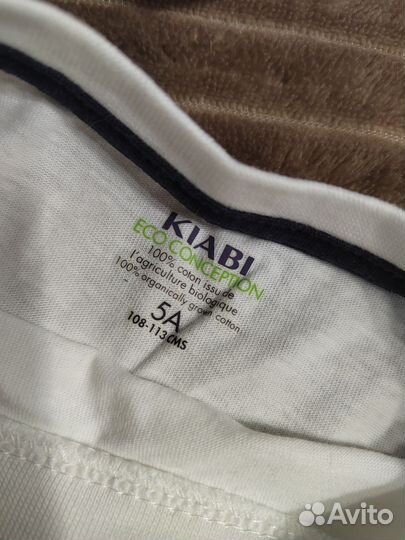 KIABI
ECO CONCEPTION
100% coton issu de
l'agriculture biologique
100% organically grown cotton
5A
108-113CMS
Avito